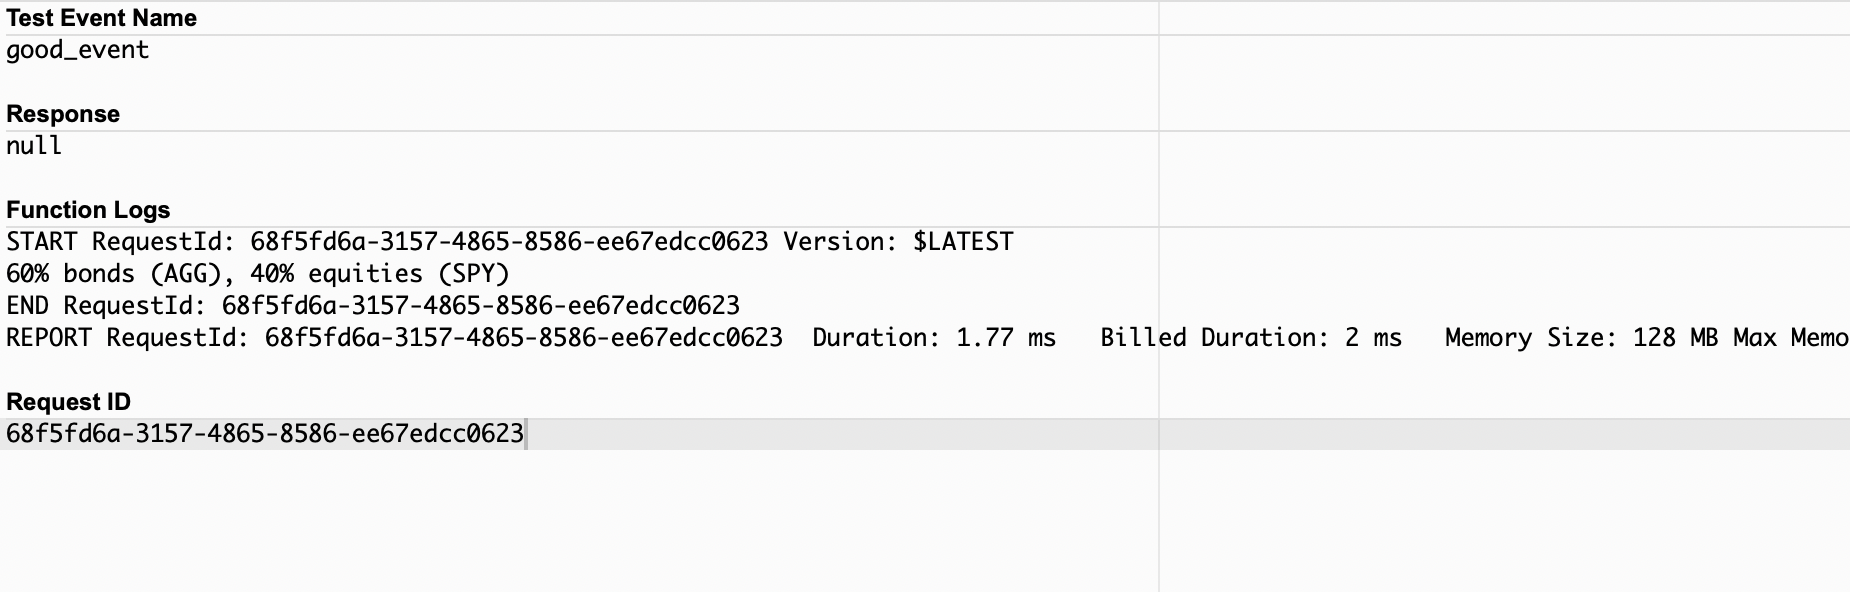 Test Event Name
good_event
Response
null
Function Logs
START RequestId: 68f5fd6a-3157-4865-8586-ee67edcc0623 Version: $LATEST
60% bonds (AGG), 40% equities (SPY)
END RequestId: 68f5fd6a-3157-4865-8586-ee67edcc0623
REPORT RequestId: 68f5fd6a-3157-4865-8586-ee67edcc0623  Duration: 1.77 ms   Billed Duration: 2 ms   Memory Size: 128 MB Max Memo
Request ID
68f5fd6a-3157-4865-8586-ee67edcc0623